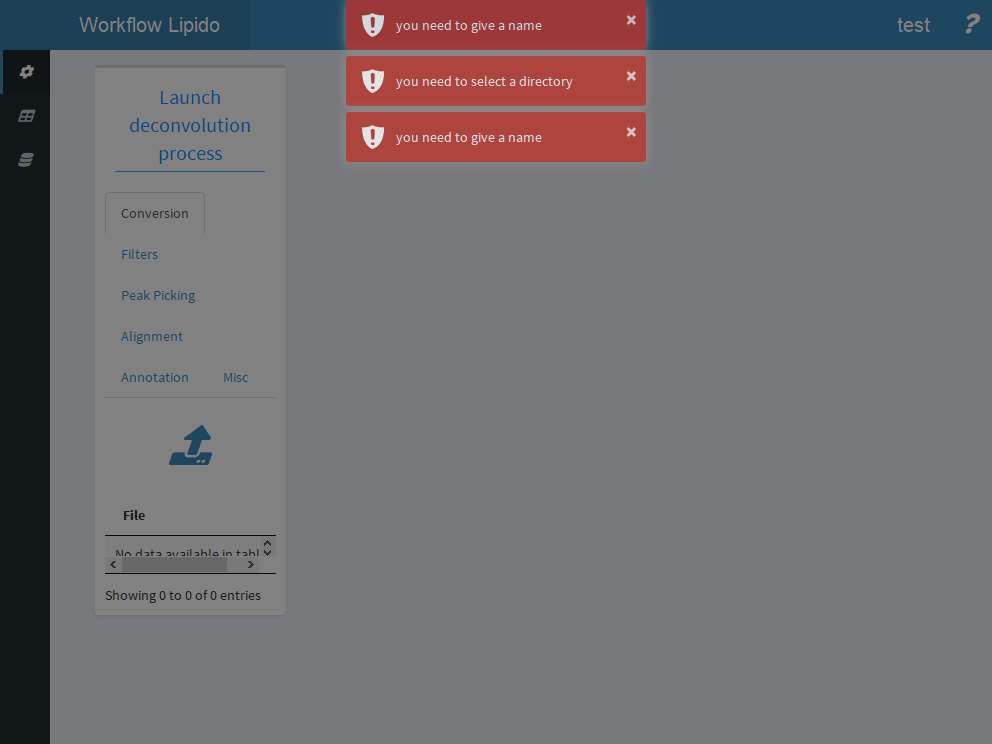 Workflow Lipido
test
?
you need to give a name
×
you need to select a directory
×
you need to give a name
×
Launch
deconvolution
process
Conversion
Filters
Peak Picking
Alignment
Annotation Misc
File
No data available in tabl
Showing 0 to 0 of 0 entries